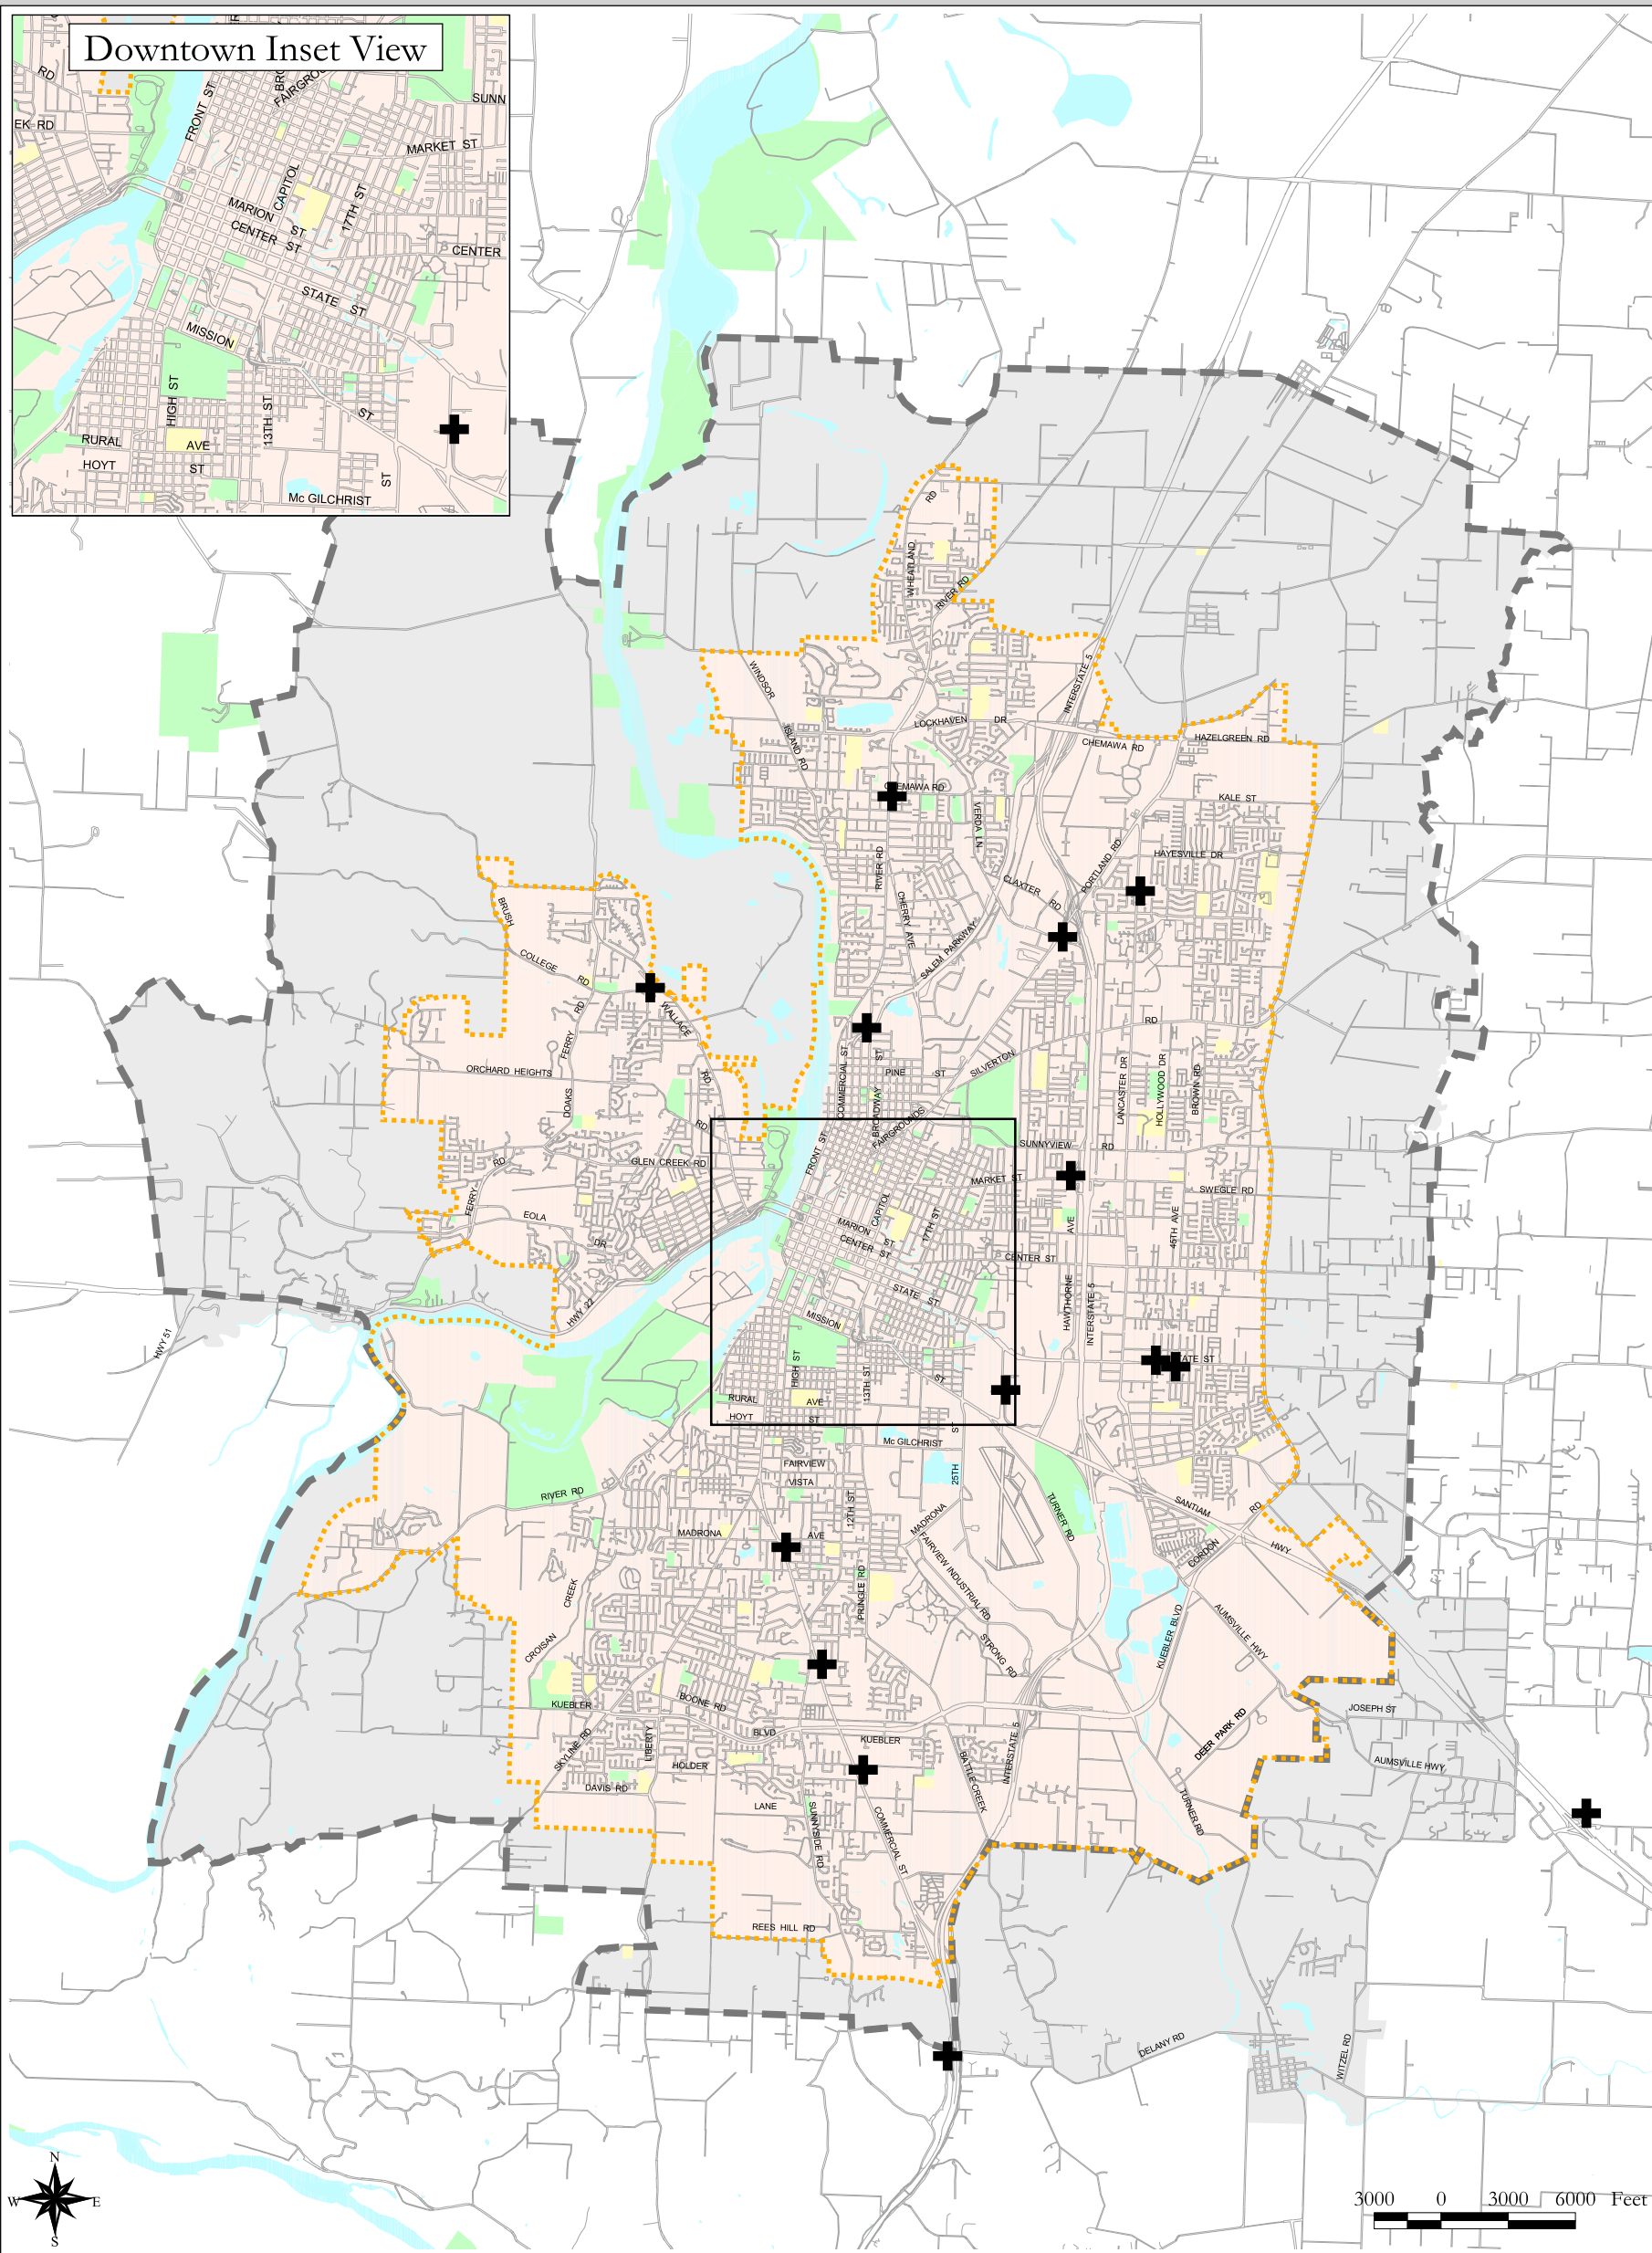 Downtown Inset View
RD
EK RD
FRONT ST
FAIRGROU
SUNN
MARKET ST
CAPITOL
17TH ST
MARION
ST
CENTER ST
CENTER
STATE ST
MISSION
ST
HIGH ST
13TH ST
RURAL
AVE
HOYT
ST
ST
Mc GILCHRIST
RD
WHEATLAND
RIVER RD
WINDSOR
ISLAND RD
INTERSTATE 5
LOCKHAVEN DR
CHEMAWA RD
HAZELGREEN RD
EMAWA RD
KALE ST
VERDA LN
PORTLAND RD
HAYESVILLE DR
RIVER RD
CLAXTER RD
CHERRY AVE
BRUSH
COLLEGE RD
SALEM PARKWAY
WALLACE
RD
FERRY
RD
DOAKS
ORCHARD HEIGHTS
RD
COMMERCIAL ST
ST
PINE ST
SILVERTON
RD
LANCASTER DR
HOLLYWOOD DR
BROWN RD
BROADWAY
FAIRGROUNDS
SUNNYVIEW RD
RD
FRONT ST
GLEN CREEK RD
RD
MARKET ST
SWEGLE RD
FERRY
EOLA
DR
CAPITOL
17TH ST
MARION
ST
CENTER ST
CENTER ST
AVE
45TH AVE
HAWTHORNE
INTERSTATE 5
STATE ST
HWY 22
HWY 51
MISSION
ST
ATE ST
HIGH ST
13TH ST
RURAL AVE
HOYT ST
ST
Mc GILCHRIST
FAIRVIEW
VISTA
25TH
RIVER RD
12TH ST
MADRONA
TURNER RD
SANTIAM
RD
HWY
MADRONA AVE
FAIRVIEW INDUSTRIAL RD
CORDON
CREEK
CROISAN
PRINGLE RD
STRONG RD
KUEBLER BLVD
AUMSVILLE HWY
KUEBLER
BOONE RD
BLVD
KUEBLER
JOSEPH ST
DEER PARK RD
SKYLINE RD
LIBERTY
HOLDER
BATTLE CREEK
INTERSTATE 5
AUMSVILLE HWY
DAVIS RD
LANE
SUNNYSIDE RD
COMMERCIAL ST
TURNER RD
REES HILL RD
DELANY RD
WITZEL RD
N
W
E
S
3000 0 3000 6000 Feet